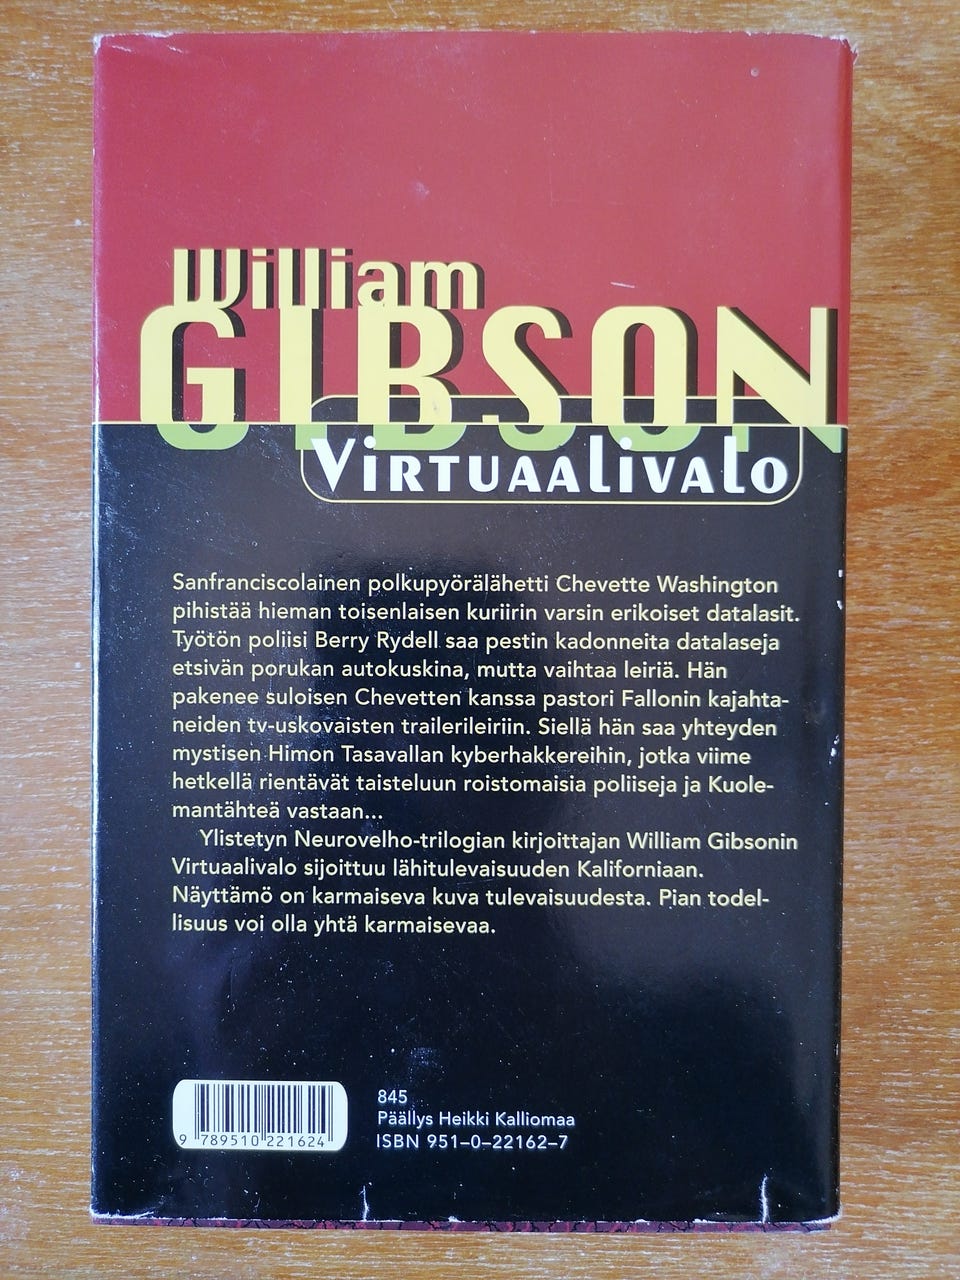 William
GIBSON
VIRTUAALIVALO
Sanfranciscolainen polkupyörälähetti Chevette Washington
pihistää hieman toisenlaisen kuriirin varsin erikoiset datalasit.
Työtön poliisi Berry Rydell saa pestin kadonneita datalaseja
etsivän porukan autokuskina, mutta vaihtaa leiriä. Hän
pakenee suloisen Chevetten kanssa pastori Fallonin kajahta-
neiden tv-uskovaisten trailerileiriin. Siellä hän saa yhteyden
mystisen Himon Tasavallan kyberhakkereihin, jotka viime
hetkellä rientävät taisteluun roistomaisia poliiseja ja Kuole-
mantähteä vastaan...
Ylistetyn Neurovelho-trilogian kirjoittajan William Gibsonin
Virtuaalivalo sijoittuu lähitulevaisuuden Kaliforniaan.
Näyttämö on karmaiseva kuva tulevaisuudesta. Pian todel-
lisuus voi olla yhtä karmaisevaa.
845
Päällys Heikki Kalliomaa
ISBN 951-0-22162-7
9 789510 221624